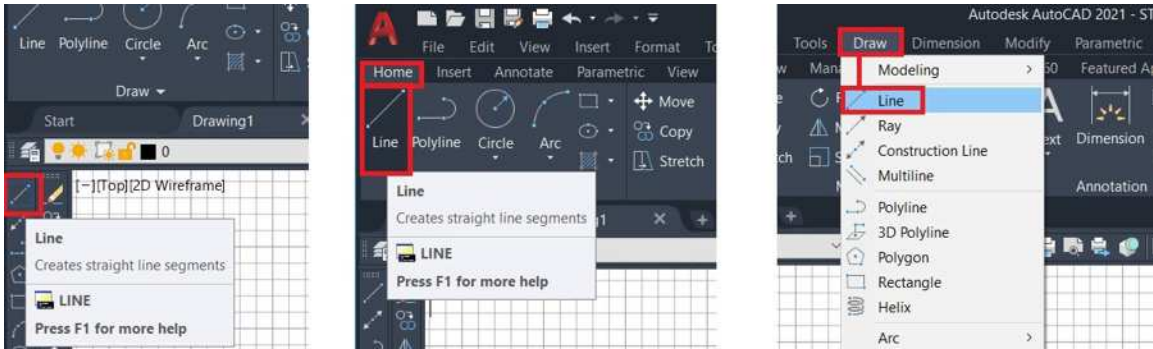 Line Polyline Circle Arc
Draw
Start Drawing1
0
[−][Top][2D Wireframe]
Line
Creates straight line segments
LINE
Press F1 for more help
File Edit View Insert Format
Home Insert Annotate Parametric View
Line Polyline Circle Arc
Move
Copy
Stretch
Line
Creates straight line segments
LINE
Press F1 for more help
Autodesk AutoCAD 2021 - ST
Tools Draw Dimension Modify Parametric
Modeling
Featured
Line
Ray
Construction Line
Multiline
Dimension
Annotation
Polyline
3D Polyline
Polygon
Rectangle
Helix
Arc